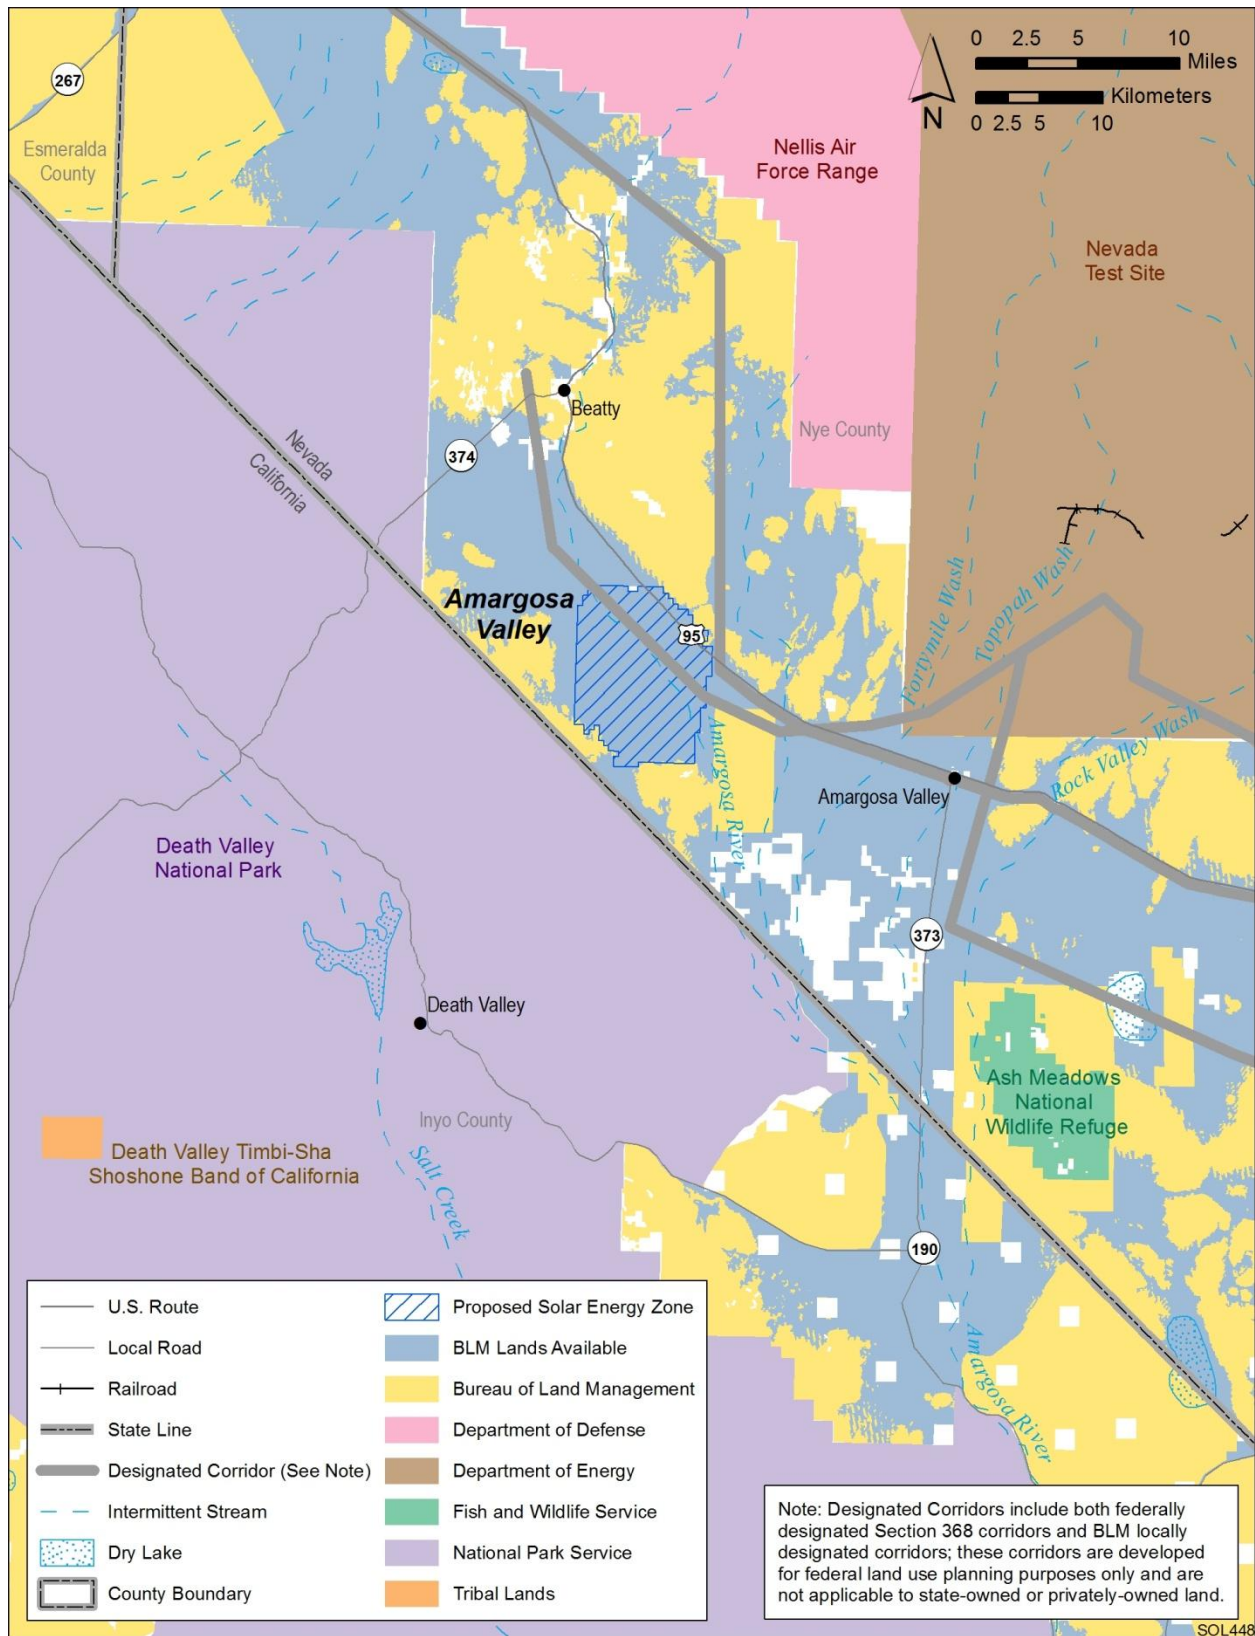 0 2.5 5 10
Miles
Kilometers
0 2.5 5 10
N
267
Esmeralda
County
Nellis Air
Force Range
Nevada
Test Site
Beatty
Nye County
374
Nevada
California
Amargosa
Valley
95
Fortymile Wash
Topopah Wash
Rock Valley Wash
Amargosa River
Amargosa Valley
Death Valley
National Park
373
Death Valley
Inyo County
Ash Meadows
National
Wildlife Refuge
Death Valley Timbi-Sha
Shoshone Band of California
Salt Creek
190
Amargosa River
U.S. Route
Local Road
Railroad
State Line
Designated Corridor (See Note)
Intermittent Stream
Dry Lake
County Boundary
Proposed Solar Energy Zone
BLM Lands Available
Bureau of Land Management
Department of Defense
Department of Energy
Fish and Wildlife Service
National Park Service
Tribal Lands
Note: Designated Corridors include both federally
designated Section 368 corridors and BLM locally
designated corridors; these corridors are developed
for federal land use planning purposes only and are
not applicable to state-owned or privately-owned land.
SOL448